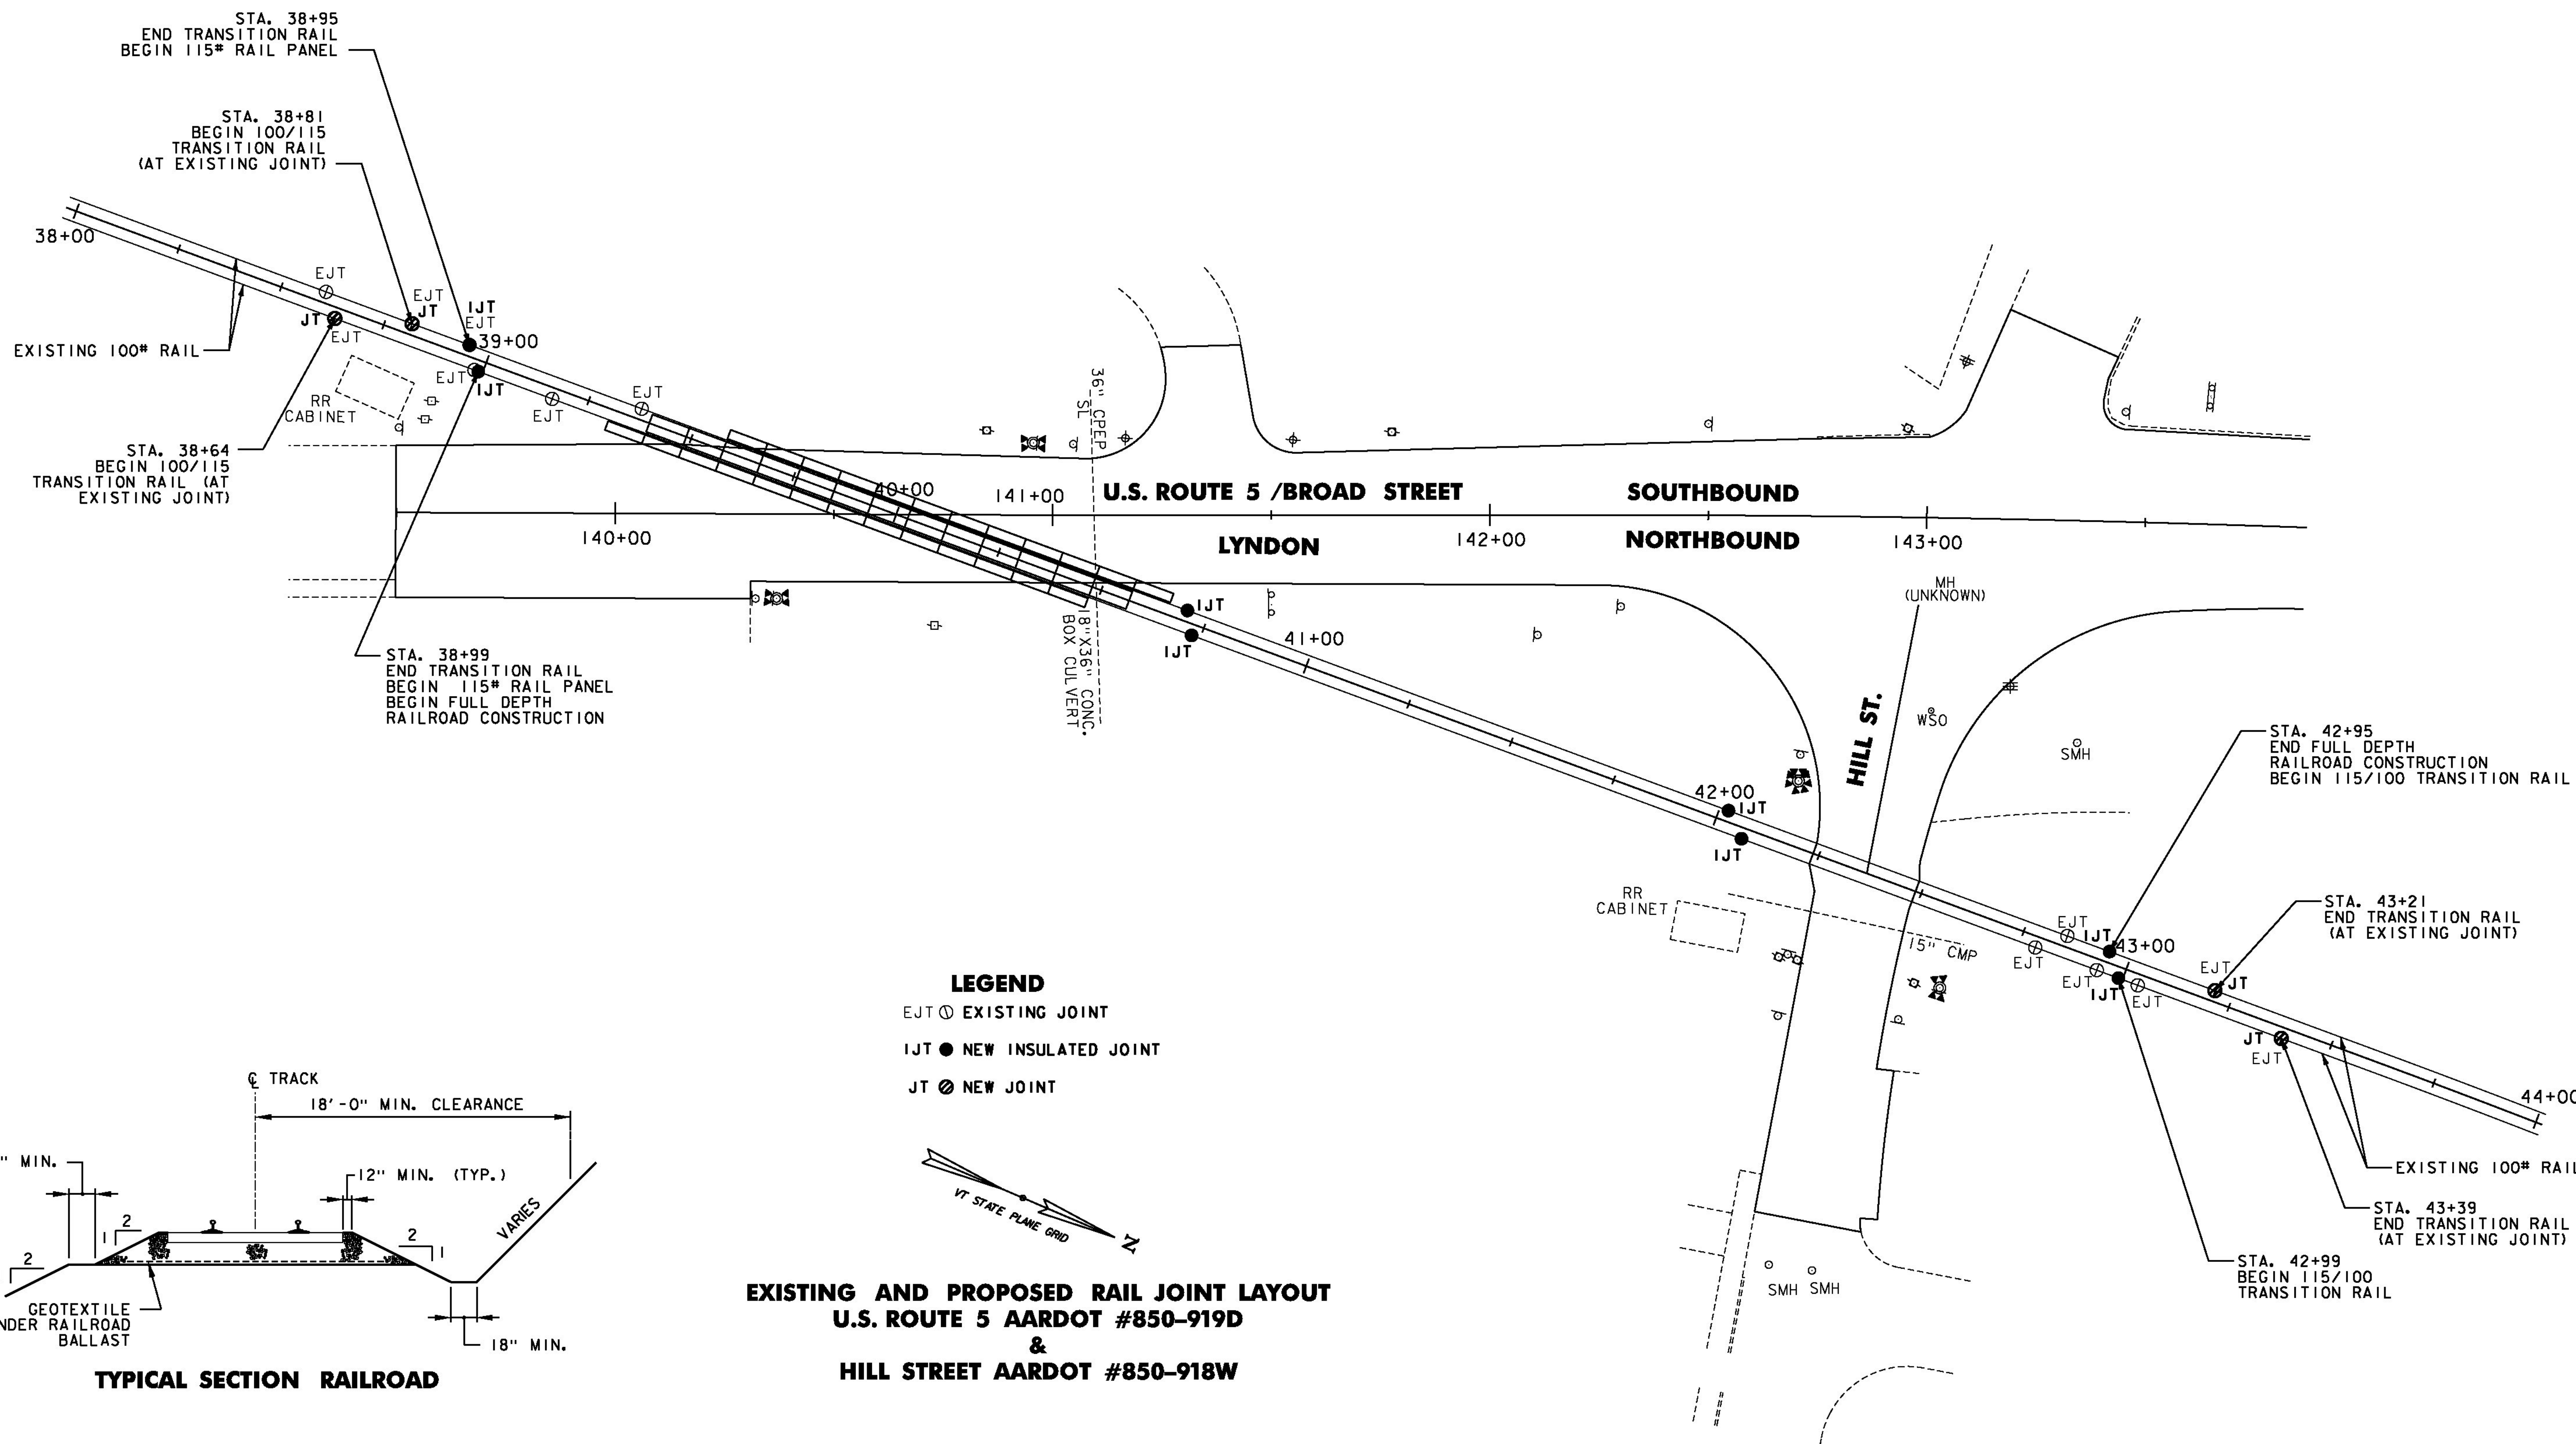 STA. 38+95
END TRANSITION RAIL
BEGIN 115# RAIL PANEL
STA. 38+81
BEGIN 100/115
TRANSITION RAIL
(AT EXISTING JOINT)
38+00
EJT
EJT
JT
IJT
EJT
39+00
JT
EJT
EXISTING 100# RAIL
EJT
IJT
EJT
EJT
RR
CABINET
STA. 38+64
BEGIN 100/115
TRANSITION RAIL (AT
EXISTING JOINT)
36" CPEP
SL
40+00
141+00
U.S. ROUTE 5 /BROAD STREET
SOUTHBOUND
140+00
LYNDON
142+00
NORTHBOUND
143+00
MH
(UNKNOWN)
IJT
IJT
41+00
18"X36" CONC.
BOX CULVERT
STA. 38+99
END TRANSITION RAIL
BEGIN 115# RAIL PANEL
BEGIN FULL DEPTH
RAILROAD CONSTRUCTION
HILL ST.
WSO
SMH
STA. 42+95
END FULL DEPTH
RAILROAD CONSTRUCTION
BEGIN 115/100 TRANSITION RAIL
42+00
IJT
IJT
RR
CABINET
15" CMP
EJT
IJT
43+00
EJT
EJT
IJT
EJT
EJT
JT
STA. 43+21
END TRANSITION RAIL
(AT EXISTING JOINT)
JT
EJT
44+00
EXISTING 100# RAIL
STA. 43+39
END TRANSITION RAIL
(AT EXISTING JOINT)
STA. 42+99
BEGIN 115/100
TRANSITION RAIL
SMH SMH
LEGEND
EJT EXISTING JOINT
IJT NEW INSULATED JOINT
JT NEW JOINT
VT STATE PLANE GRID
N
EXISTING AND PROPOSED RAIL JOINT LAYOUT
U.S. ROUTE 5 AARDOT #850-919D
&
HILL STREET AARDOT #850-918W
℄ TRACK
18'-0" MIN. CLEARANCE
" MIN.
12" MIN. (TYP.)
VARIES
2
1
2
1
2
GEOTEXTILE
NDER RAILROAD
BALLAST
18" MIN.
TYPICAL SECTION RAILROAD